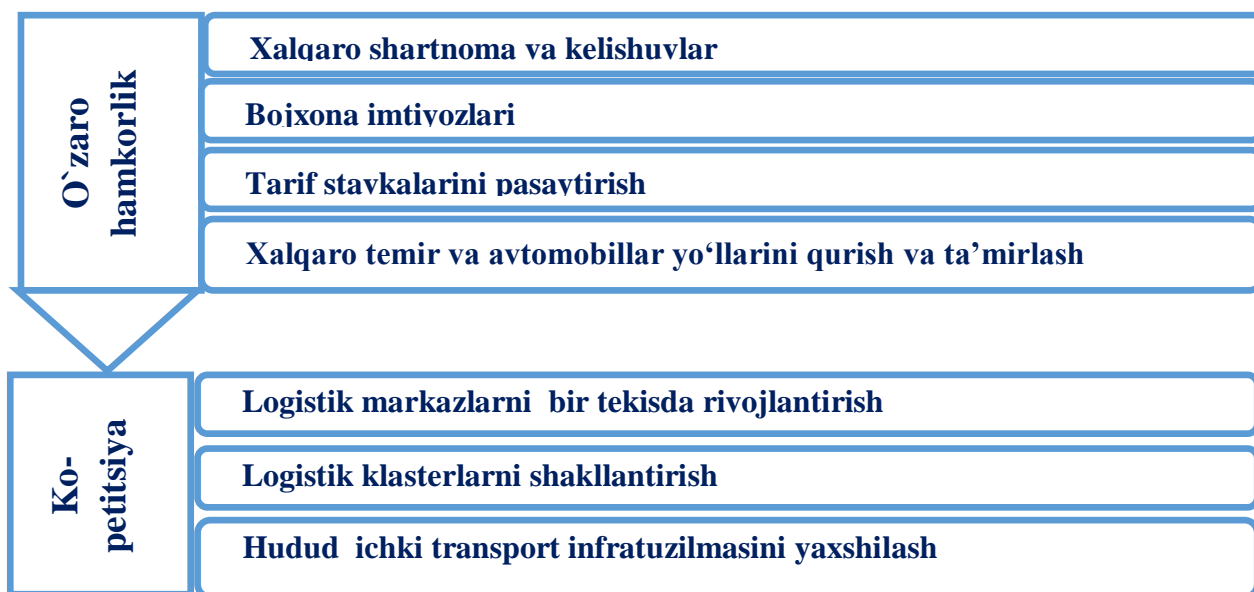 O`zaro
hamkorlik
Xalqaro shartnoma va kelishuvlar
Bojxona imtiyozlari
Tarif stavkalarini pasaytirish
Xalqaro temir va avtomobillar yo‘llarini qurish va ta’mirlash
Ko-
petitsiya
Logistik markazlarni bir tekisda rivojlantirish
Logistik klasterlarni shakllantirish
Hudud ichki transport infratuzilmasini yaxshilash